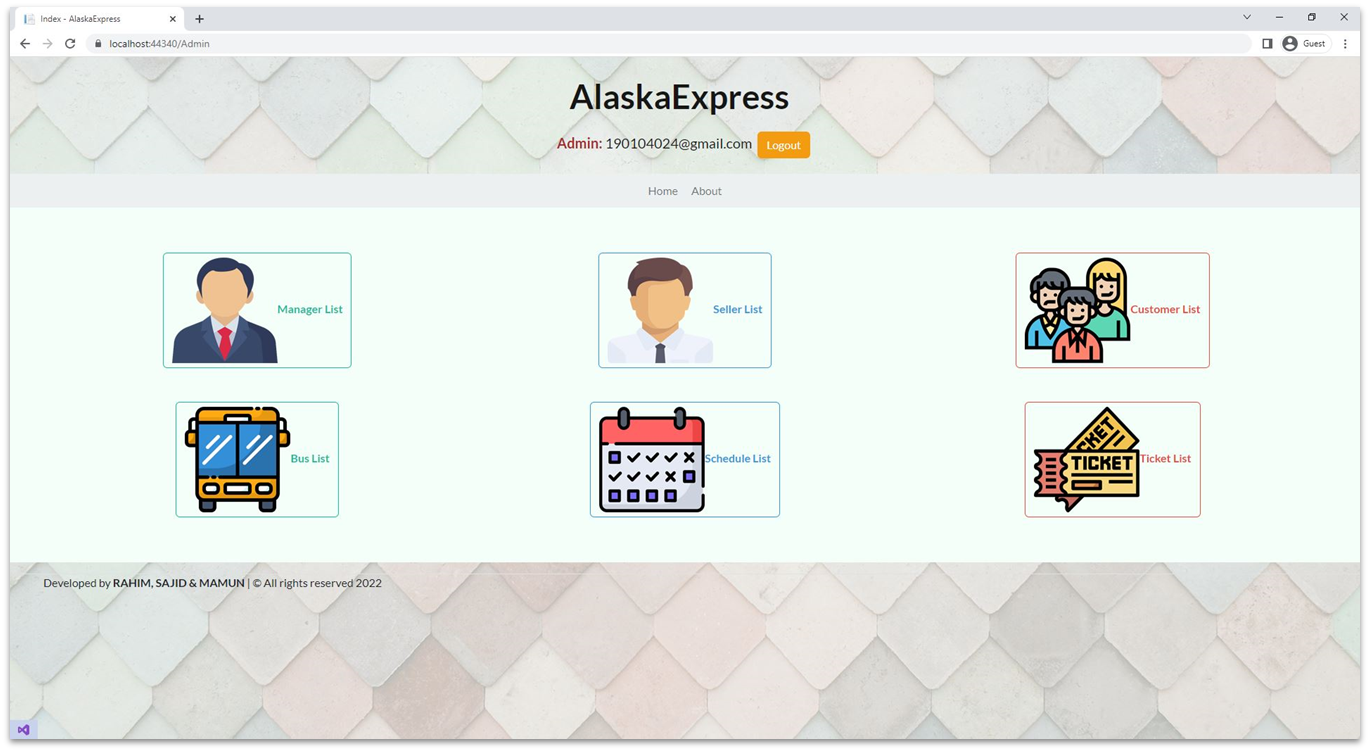 Index - AlaskaExpress
localhost:44340/Admin
Guest
AlaskaExpress
Admin: 190104024@gmail.com Logout
Home About
Manager List
Seller List
Customer List
Bus List
Schedule List
TICKET
TICKET
Ticket List
Developed by RAHIM, SAJID & MAMUN | © All rights reserved 2022